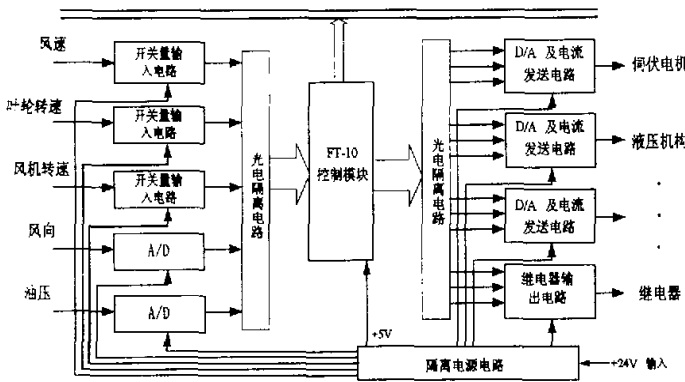 风速
开关量输
入电路
叶轮转速
开关量输
入电路
风机转速
开关量输
入电路
风向
A/D
油压
A/D
光电隔离电路
FT-10
控制模块
光电隔离电路
D/A 及电流
发送电路
伺伏电机
D/A 及电流
发送电路
液压机构
D/A 及电流
发送电路
继电器输
出电路
继电器
+5V
隔离电源电路
+24V 输入